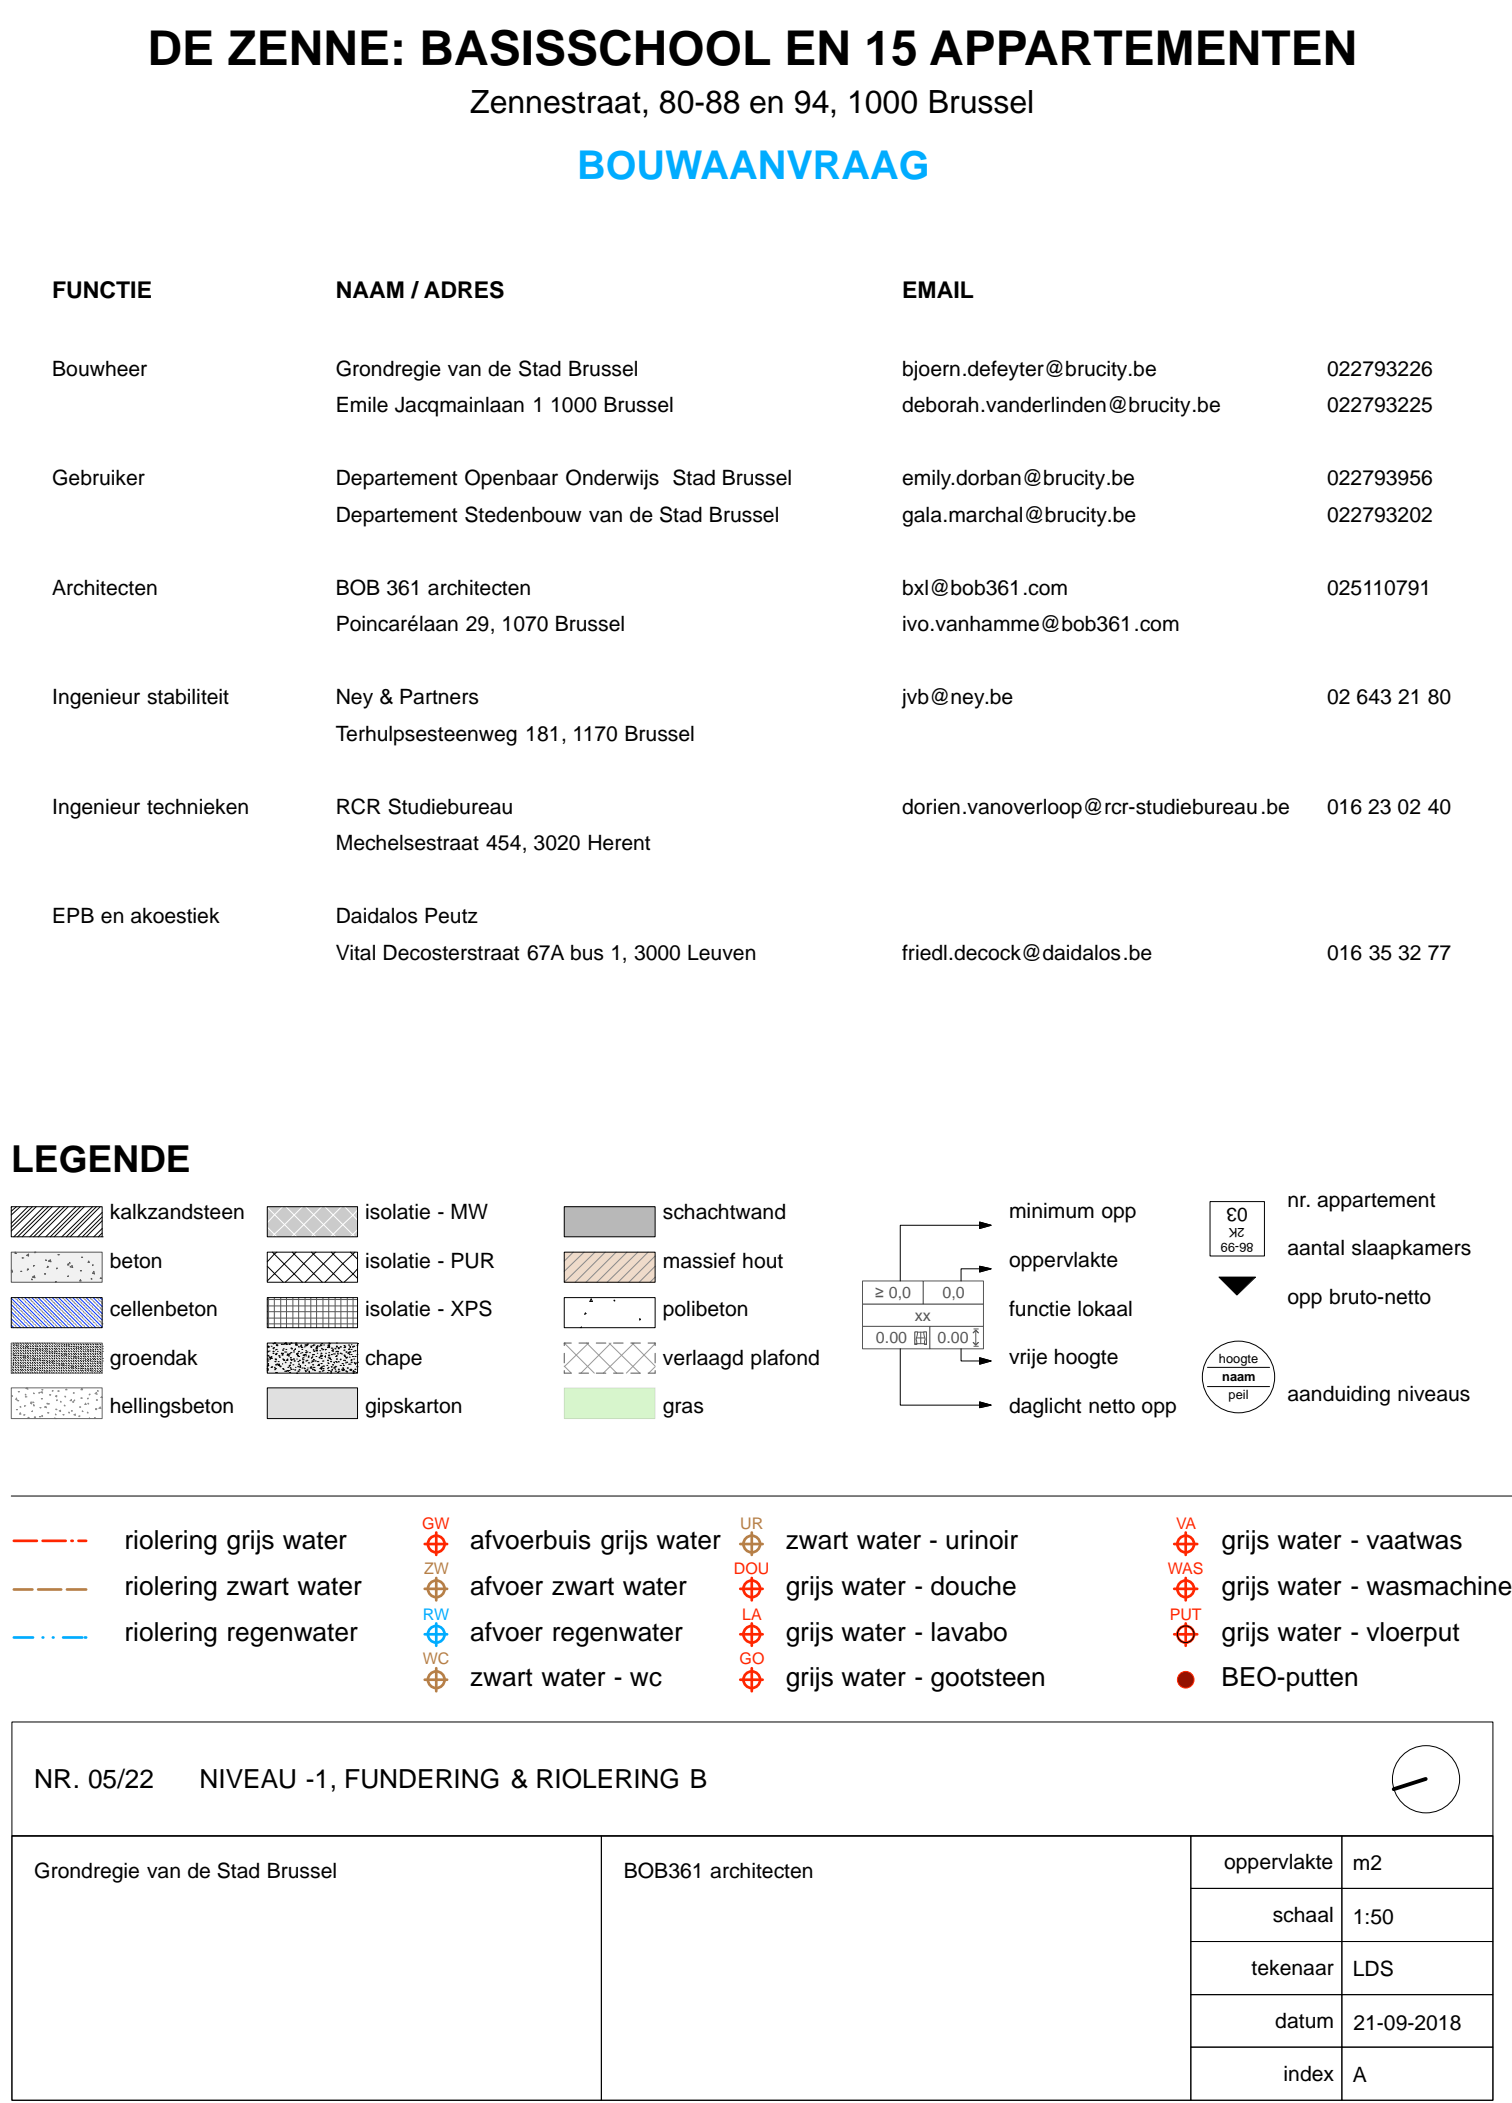 DE ZENNE: BASISSCHOOL EN 15 APPARTEMENTEN
Zennestraat, 80-88 en 94, 1000 Brussel
BOUWAANVRAAG
FUNCTIE NAAM / ADRES EMAIL
Bouwheer Grondregie van de Stad Brussel bjoern.defeyter@brucity.be 022793226
Emile Jacqmainlaan 1 1000 Brussel deborah.vanderlinden@brucity.be 022793225
Gebruiker Departement Openbaar Onderwijs Stad Brussel emily.dorban@brucity.be 022793956
Departement Stedenbouw van de Stad Brussel gala.marchal@brucity.be 022793202
Architecten BOB 361 architecten bxl@bob361.com 025110791
Poincarélaan 29, 1070 Brussel ivo.vanhamme@bob361.com
Ingenieur stabiliteit Ney & Partners jvb@ney.be 02 643 21 80
Terhulpsesteenweg 181, 1170 Brussel
Ingenieur technieken RCR Studiebureau dorien.vanoverloop@rcr-studiebureau.be 016 23 02 40
Mechelsestraat 454, 3020 Herent
EPB en akoestiek Daidalos Peutz
Vital Decosterstraat 67A bus 1, 3000 Leuven friedl.decock@daidalos.be 016 35 32 77
LEGENDE
kalkzandsteen
beton
cellenbeton
groendak
hellingsbeton
isolatie - MW
isolatie - PUR
isolatie - XPS
chape
gipskarton
schachtwand
massief hout
polibeton
verlaagd plafond
gras
≥ 0,0 0,0
xx
0.00 0.00
minimum opp
oppervlakte
functie lokaal
vrije hoogte
daglicht netto opp
03
2K
86-99
nr. appartement
aantal slaapkamers
opp bruto-netto
hoogte
naam
peil
aanduiding niveaus
riolering grijs water
riolering zwart water
riolering regenwater
GW afvoerbuis grijs water
ZW afvoer zwart water
RW afvoer regenwater
WC zwart water - wc
UR zwart water - urinoir
DOU grijs water - douche
LA grijs water - lavabo
GO grijs water - gootsteen
VA grijs water - vaatwas
WAS grijs water - wasmachine
PUT grijs water - vloerput
BEO-putten
NR. 05/22 NIVEAU -1, FUNDERING & RIOLERING B
Grondregie van de Stad Brussel
BOB361 architecten
oppervlakte m2
schaal 1:50
tekenaar LDS
datum 21-09-2018
index A